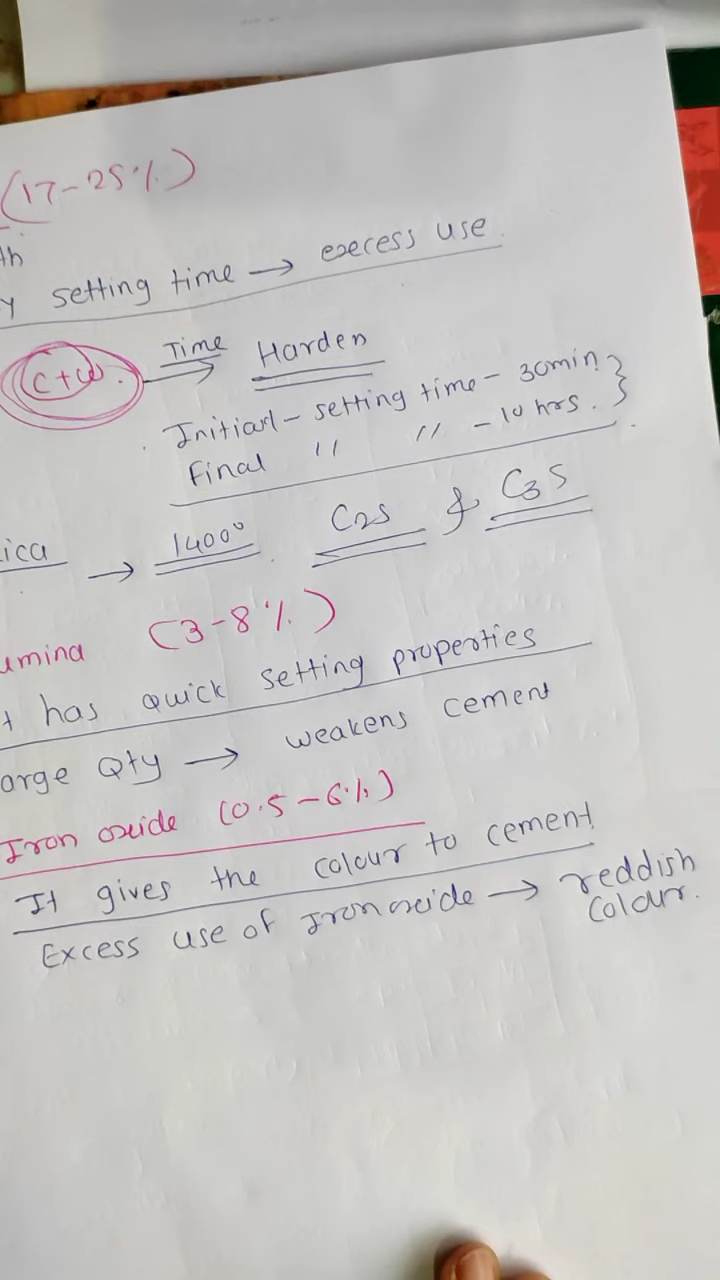 (17-25%)
th
y setting time → execess use.
C+W. Time → Harden
Initial - setting time - 30min
Final " " - 10 hrs.
ica → 1400° C2S & C3S
umina (3-8%)
t has quick setting properties
arge Qty → weakens cement
Iron oxide (0.5-6%)
It gives the colour to cement
Excess use of Iron oxide → reddish
colour.